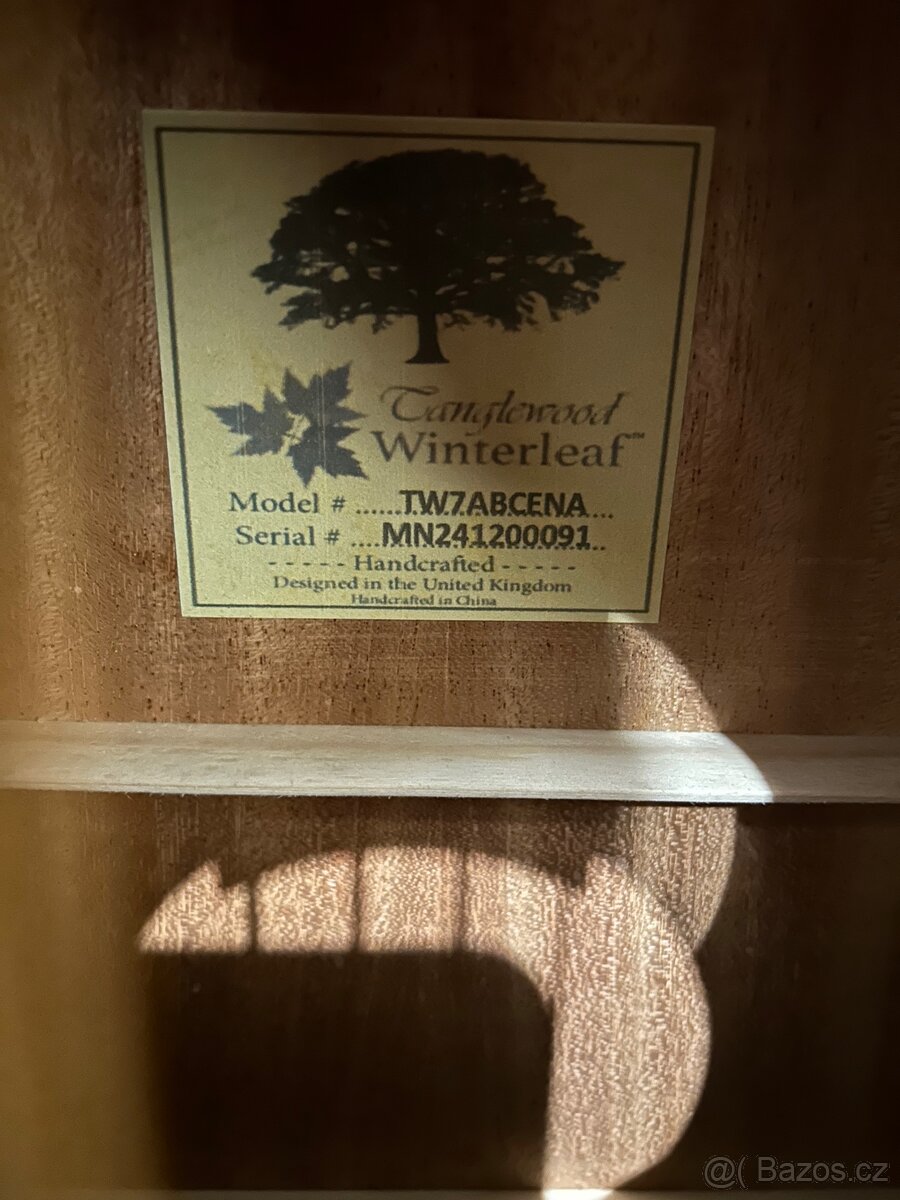 Tanglewood
Winterleaf™
Model # ......TW7ABCENA...
Serial # ....MN241200091..
- - - - - Handcrafted - - - - -
Designed in the United Kingdom
Handcrafted in China
@( Bazos.cz